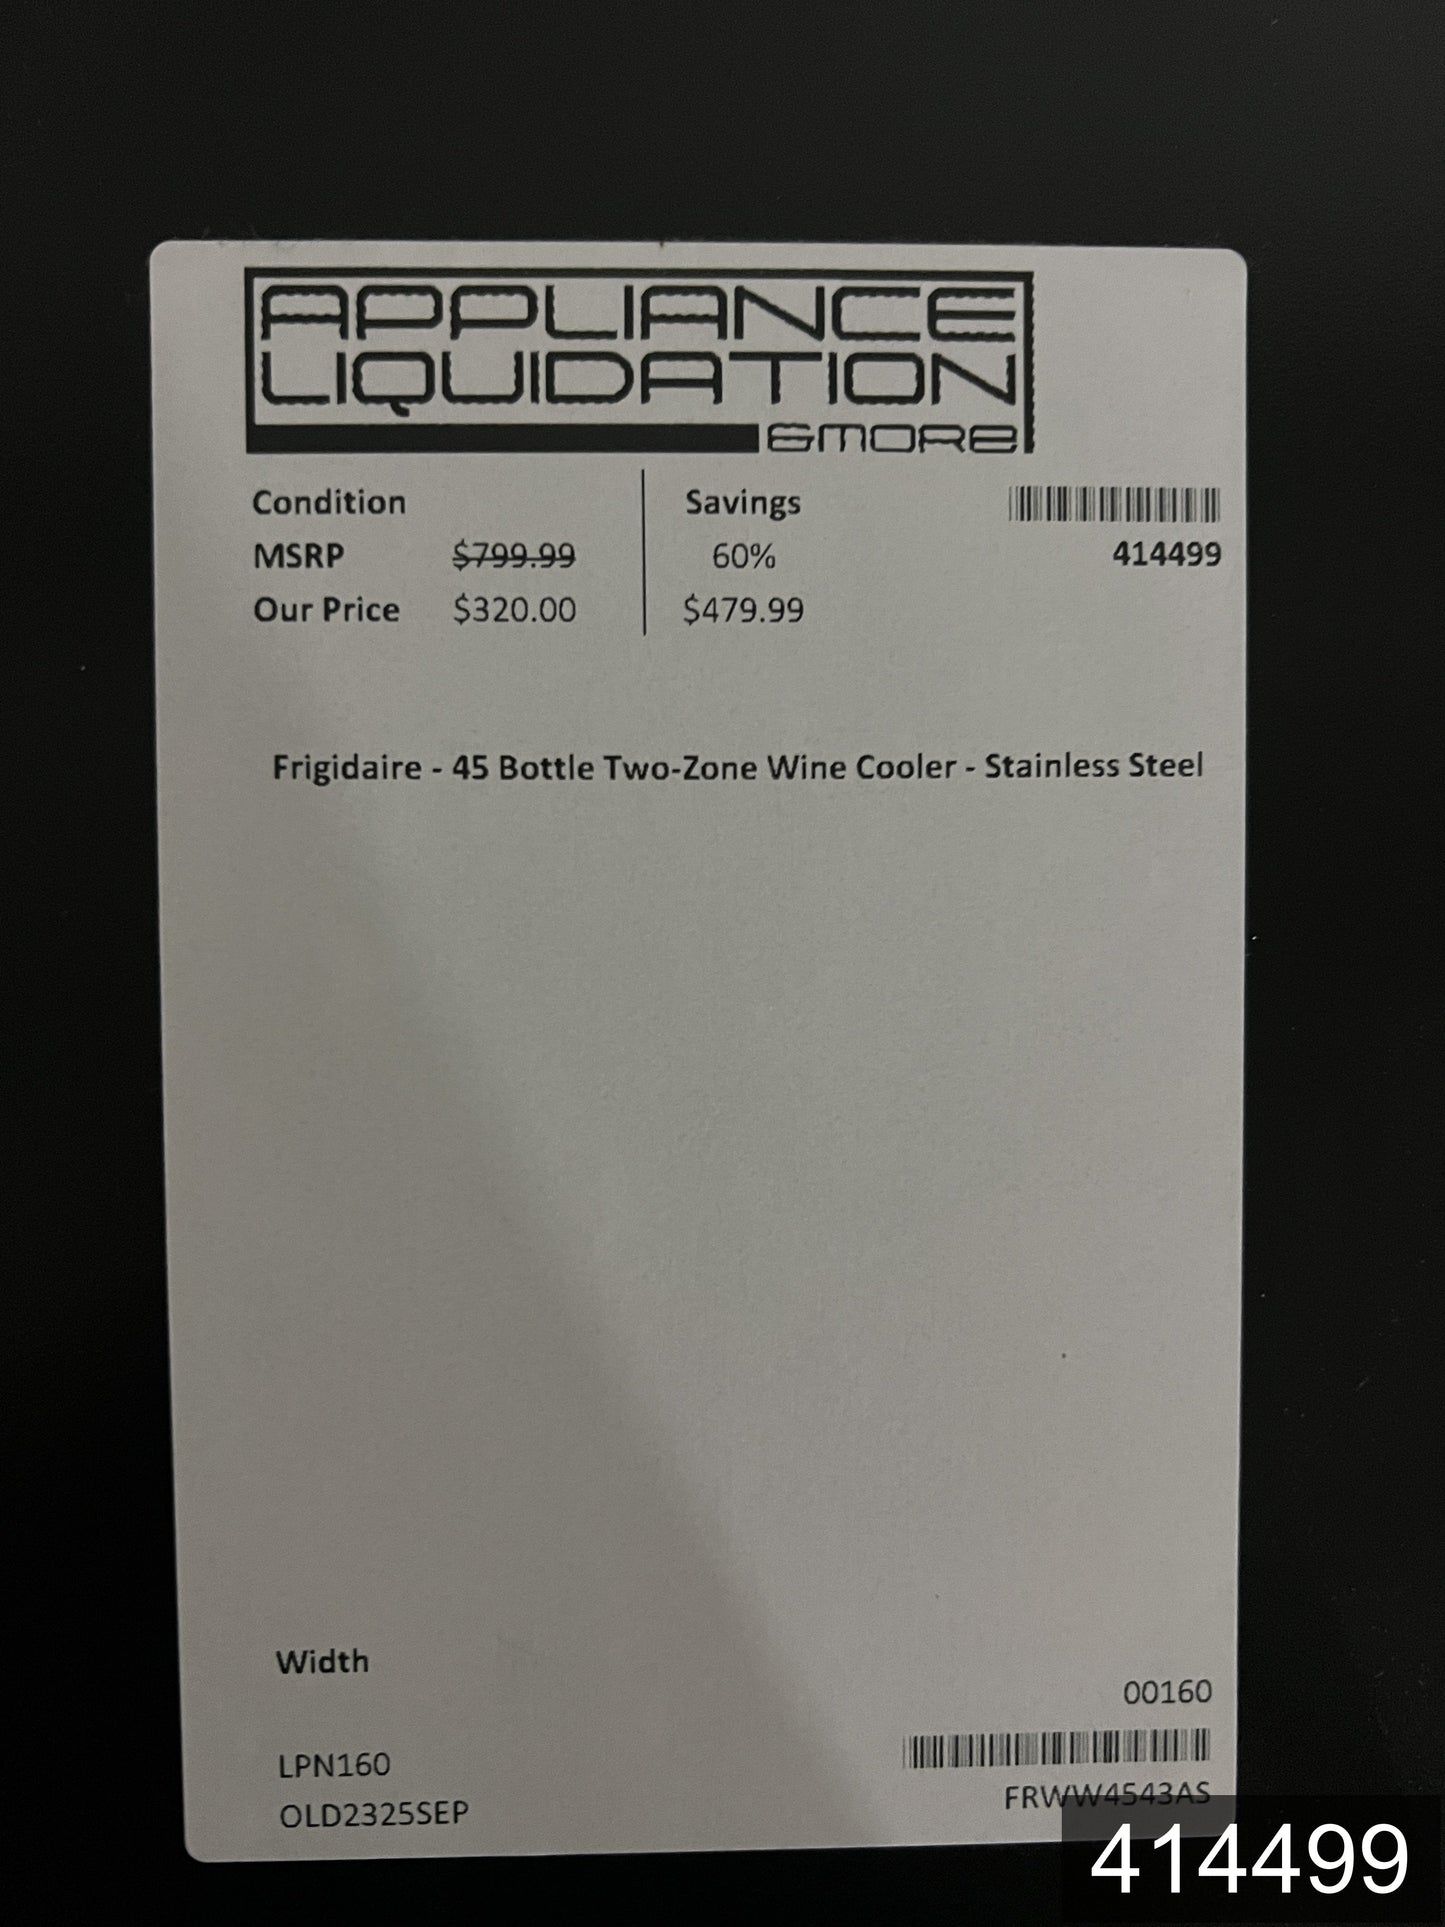 APPLIANCE
LIQUIDATION
&MORE
Condition
MSRP $799.99
Our Price $320.00
Savings
60%
$479.99
414499
Frigidaire - 45 Bottle Two-Zone Wine Cooler - Stainless Steel
Width
00160
LPN160
OLD2325SEP
FRWW4543AS
414499